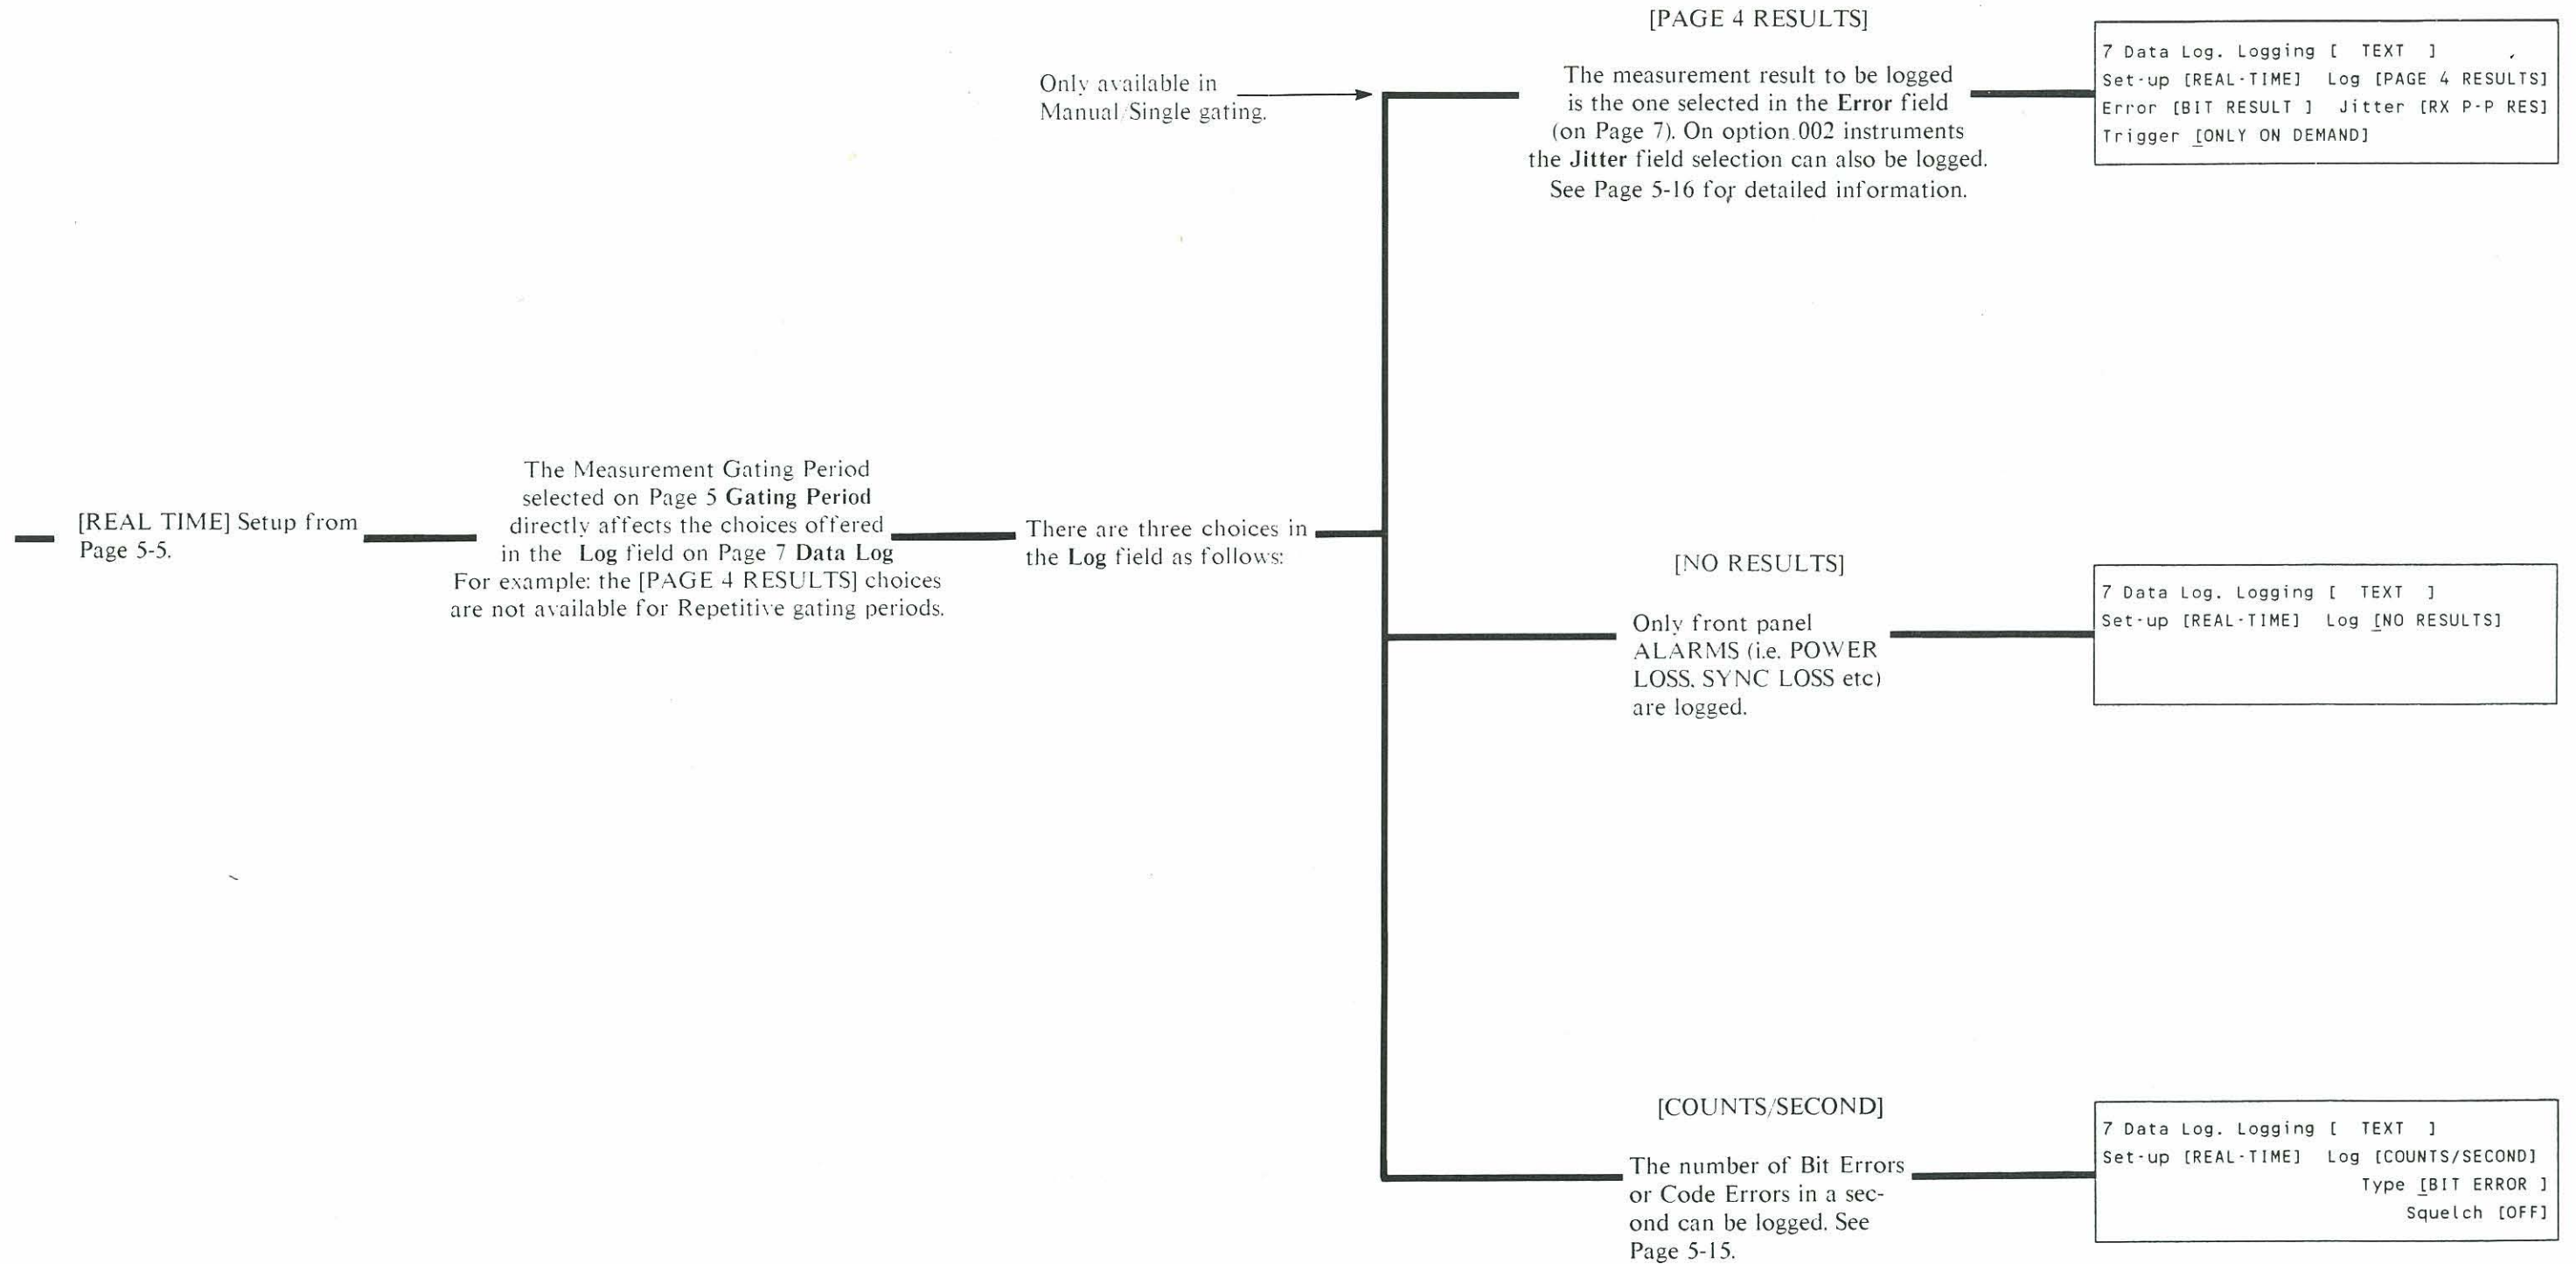 [REAL TIME] Setup from
Page 5-5.
The Measurement Gating Period
selected on Page 5 Gating Period
directly affects the choices offered
in the Log field on Page 7 Data Log
For example: the [PAGE 4 RESULTS] choices
are not available for Repetitive gating periods.
There are three choices in
the Log field as follows:
Only available in
Manual/Single gating.
[PAGE 4 RESULTS]
The measurement result to be logged
is the one selected in the Error field
(on Page 7). On option 002 instruments
the Jitter field selection can also be logged.
See Page 5-16 for detailed information.
7 Data Log. Logging [ TEXT ]
Set-up [REAL-TIME] Log [PAGE 4 RESULTS]
Error [BIT RESULT ] Jitter [RX P-P RES]
Trigger [ONLY ON DEMAND]
[NO RESULTS]
Only front panel
ALARMS (i.e. POWER
LOSS, SYNC LOSS etc)
are logged.
7 Data Log. Logging [ TEXT ]
Set-up [REAL-TIME] Log [NO RESULTS]
[COUNTS/SECOND]
The number of Bit Errors
or Code Errors in a sec-
ond can be logged. See
Page 5-15.
7 Data Log. Logging [ TEXT ]
Set-up [REAL-TIME] Log [COUNTS/SECOND]
Type [BIT ERROR ]
Squelch [OFF]